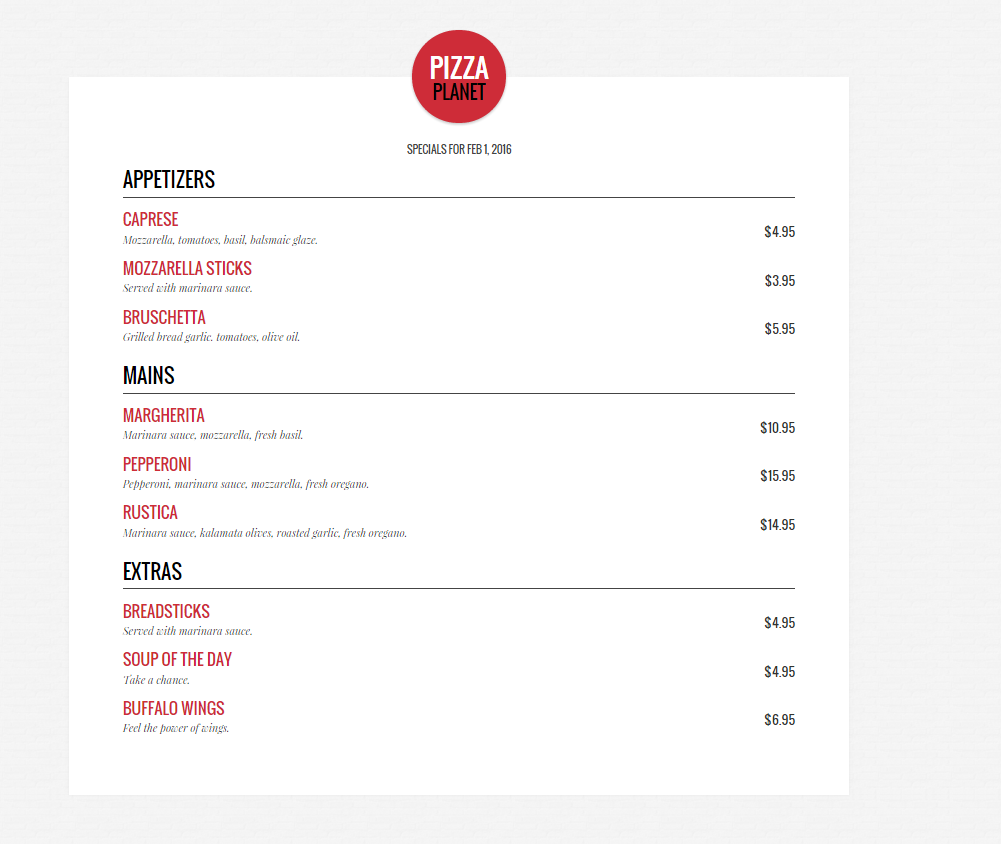 PIZZA
PLANET
SPECIALS FOR FEB 1, 2016
APPETIZERS
CAPRESE
Mozzarella, tomatoes, basil, balsmaic glaze.
$4.95
MOZZARELLA STICKS
Served with marinara sauce.
$3.95
BRUSCHETTA
Grilled bread garlic, tomatoes, olive oil.
$5.95
MAINS
MARGHERITA
Marinara sauce, mozzarella, fresh basil.
$10.95
PEPPERONI
Pepperoni, marinara sauce, mozzarella, fresh oregano.
$15.95
RUSTICA
Marinara sauce, kalamata olives, roasted garlic, fresh oregano.
$14.95
EXTRAS
BREADSTICKS
Served with marinara sauce.
$4.95
SOUP OF THE DAY
Take a chance.
$4.95
BUFFALO WINGS
Feel the power of wings.
$6.95